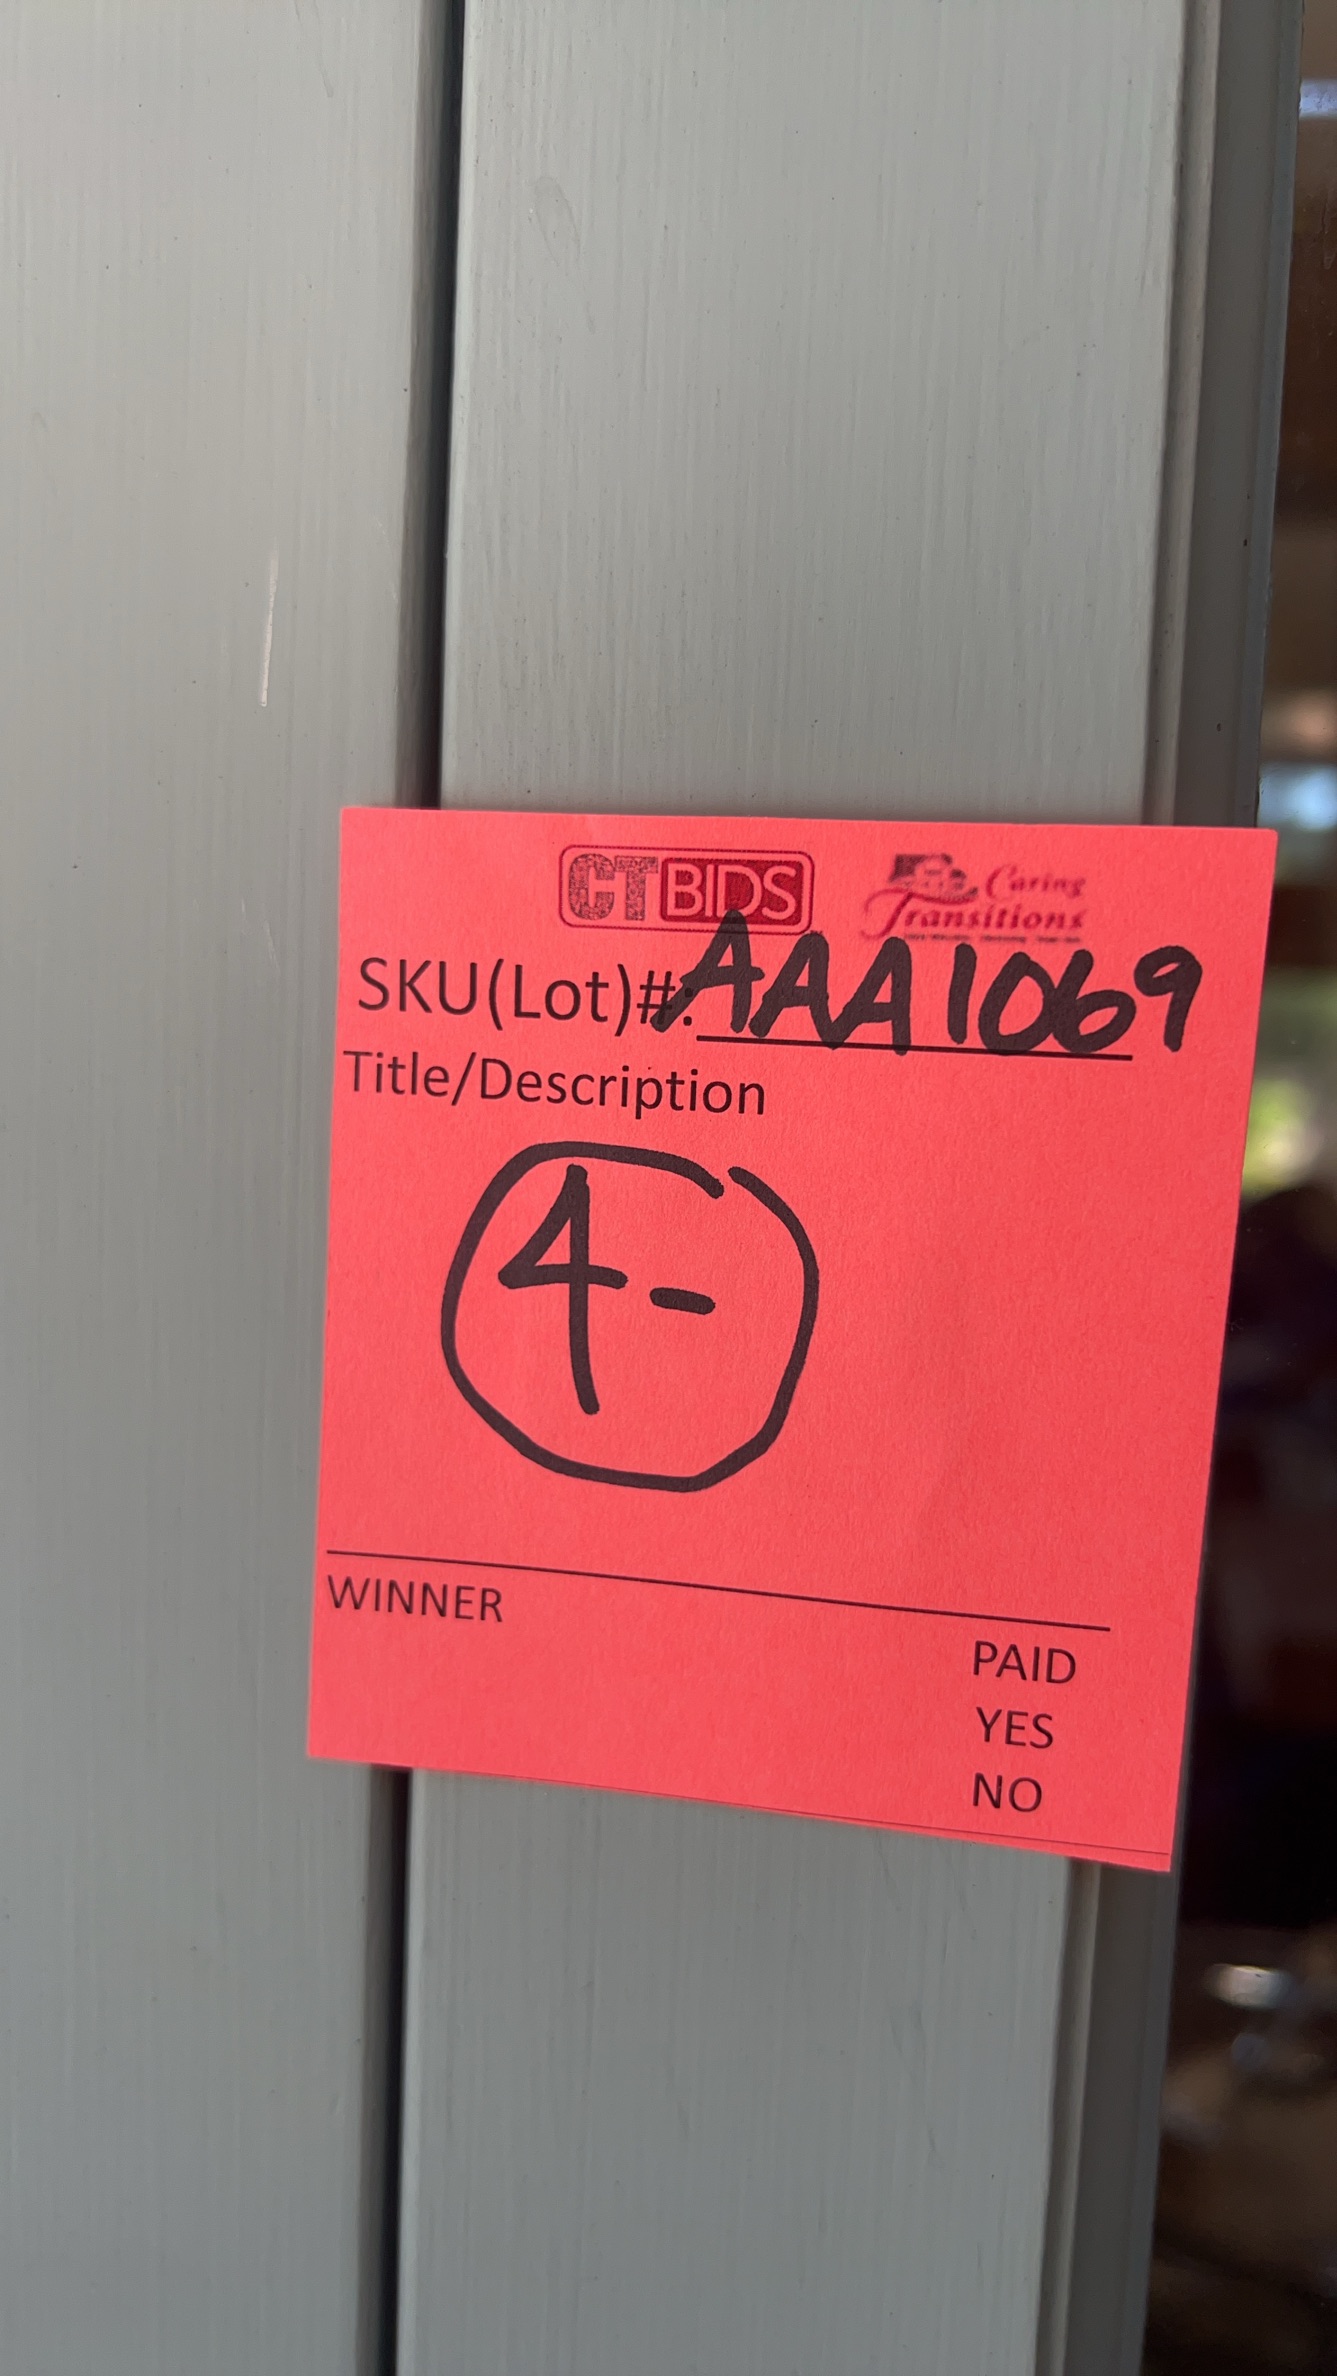 CTBIDS Caring Transitions
SKU(Lot)#: AAA1069
Title/Description
4-
WINNER
PAID
YES
NO